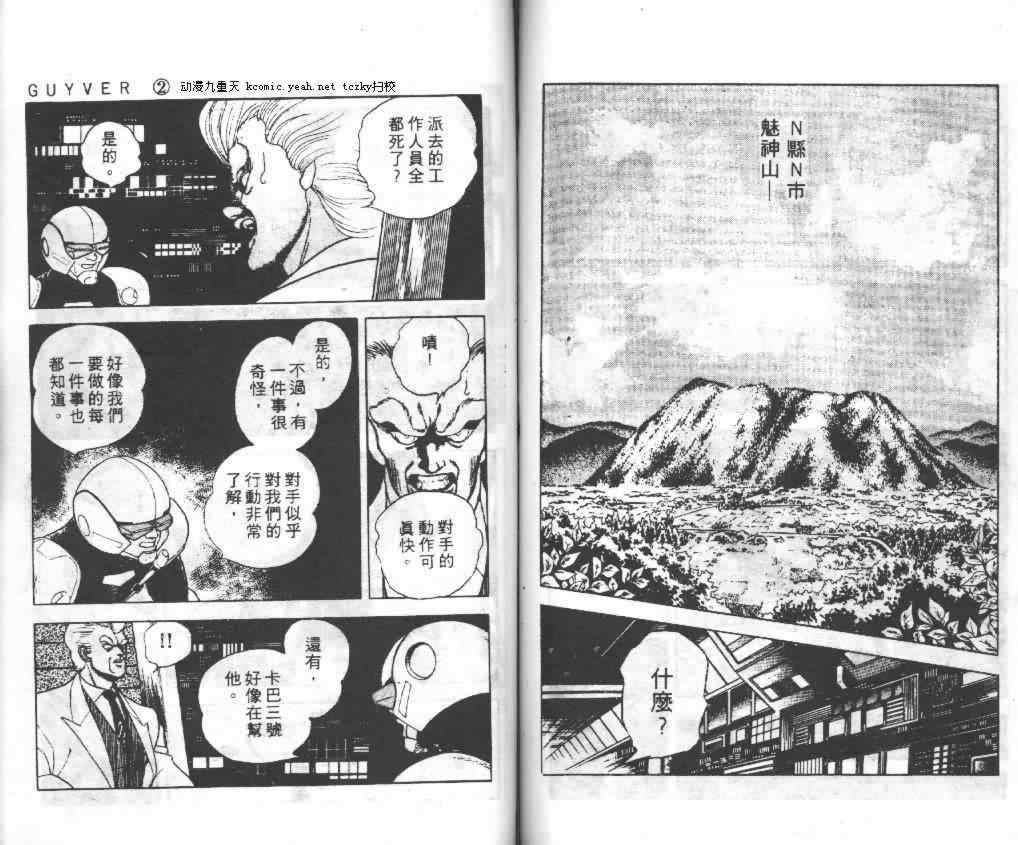 GUYVER ② 动漫九重天 kcomic.yeah.net tczky扫校
N縣N市
魅神山—
什麼？
派去的工
作人員全
都死了？
是的。
嘖！
對手的
動作可
真快。
是的，
不過，有
一件事很
奇怪，
對手似乎
對我們的
行動非常
了解，
好像我們
要做的每
一件事也
都知道。
還有，
卡巴三號
好像在幫
他。
!!